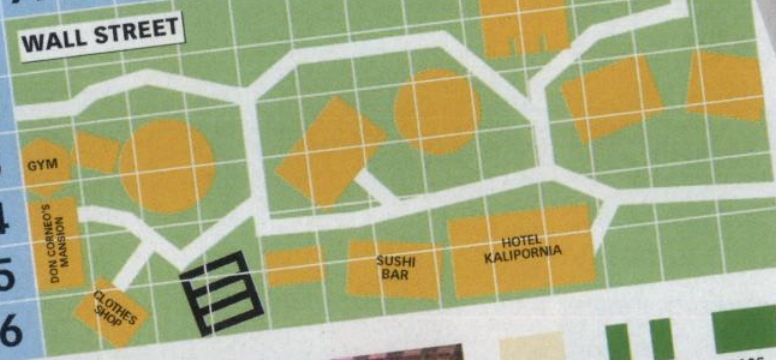 WALL STREET
GYM
4
DON CORNEO'S
MANSION
5
CLOTHES
SHOP
SUSHI
BAR
HOTEL
KALIPORNIA
6